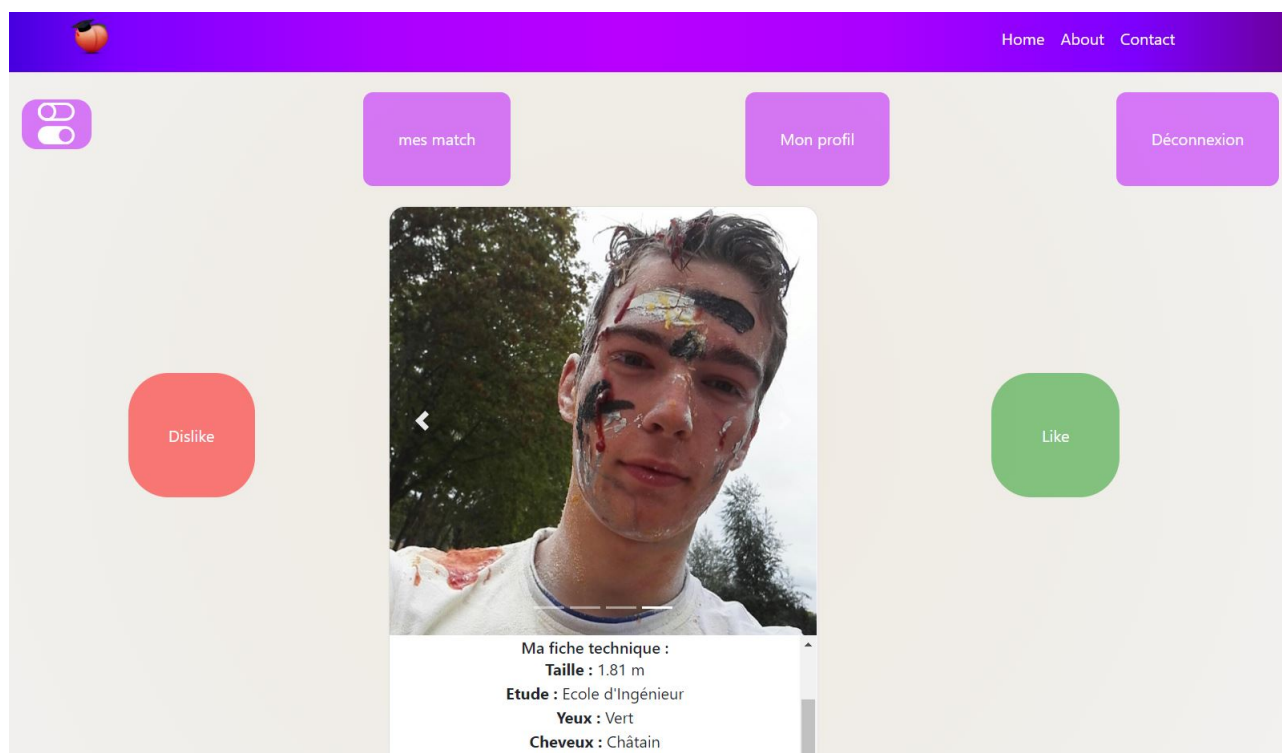 Home About Contact
mes match
Mon profil
Déconnexion
Dislike
Like
Ma fiche technique :
Taille : 1.81 m
Etude : Ecole d'Ingénieur
Yeux : Vert
Cheveux : Châtain